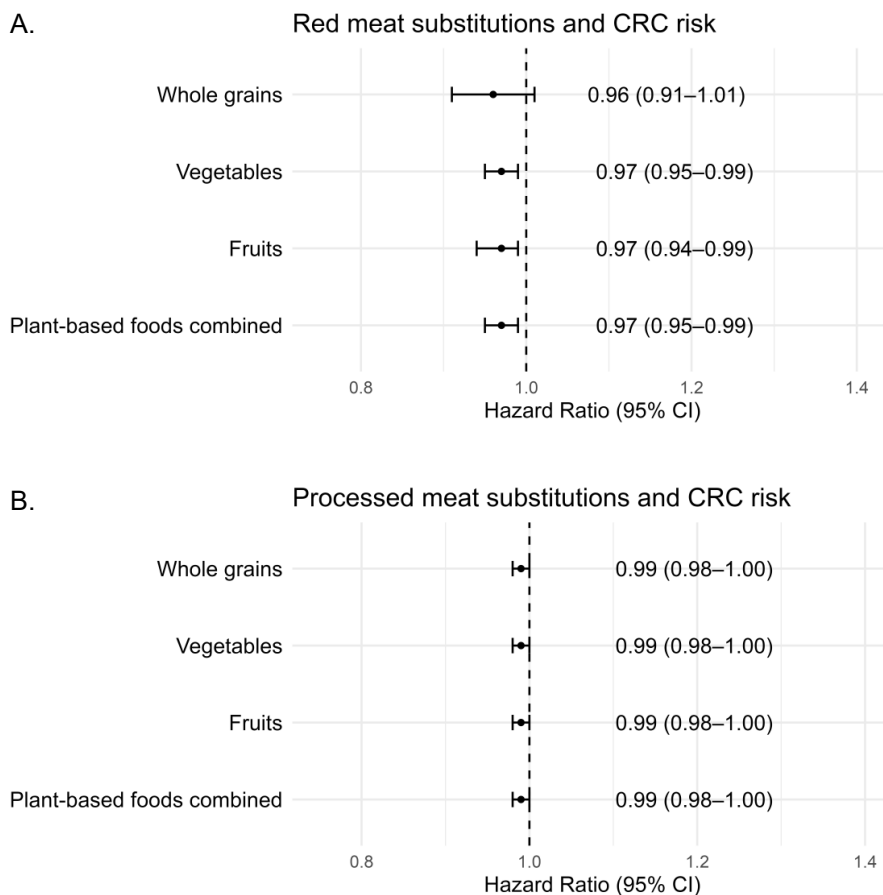 A. Red meat substitutions and CRC risk
Whole grains 0.96 (0.91–1.01)
Vegetables 0.97 (0.95–0.99)
Fruits 0.97 (0.94–0.99)
Plant-based foods combined 0.97 (0.95–0.99)
0.8 1.0 1.2 1.4
Hazard Ratio (95% CI)
B. Processed meat substitutions and CRC risk
Whole grains 0.99 (0.98–1.00)
Vegetables 0.99 (0.98–1.00)
Fruits 0.99 (0.98–1.00)
Plant-based foods combined 0.99 (0.98–1.00)
0.8 1.0 1.2 1.4
Hazard Ratio (95% CI)